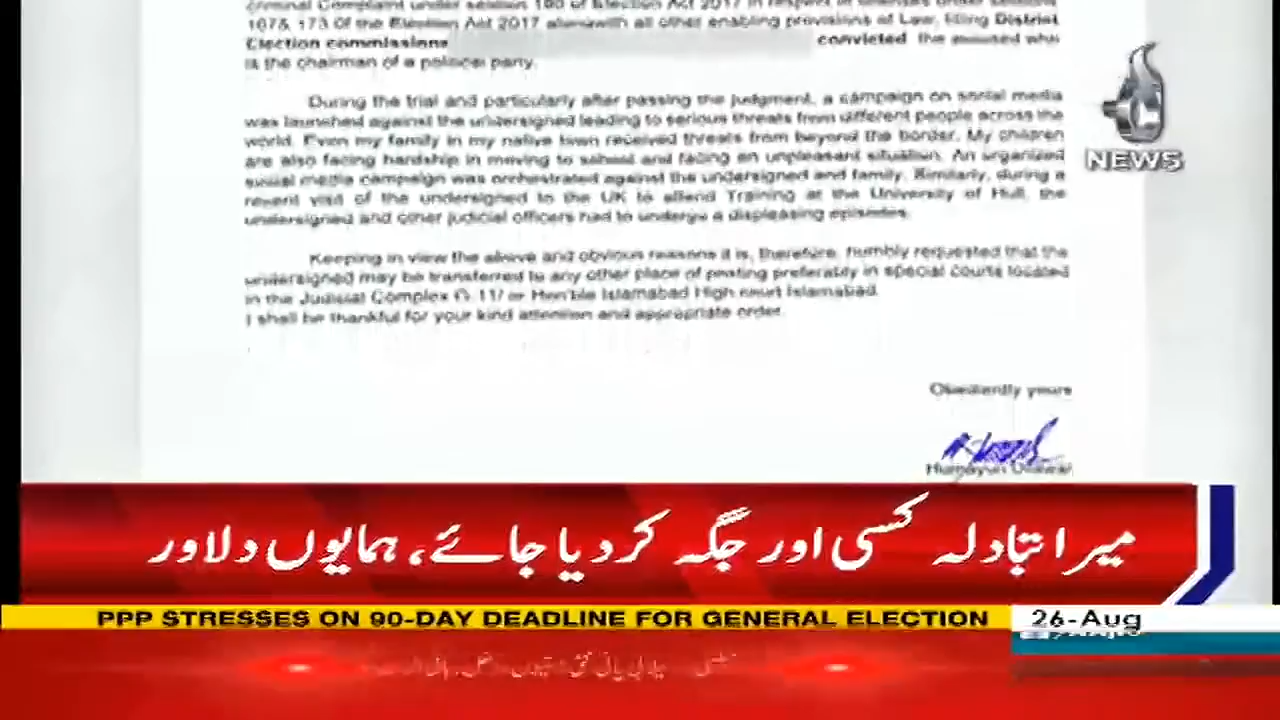 Criminal Complaint under section 190 of Election Act 2017 in respect of offences under sections
173 Of the Election Act 2017 alongwith all other enabling provisions of Law, filing District
Election commissions convicted the accused who
is the chairman of a political party.
During the trial and particularly after passing the judgment, a campaign on social media
was launched against the undersigned leading to serious threats from different people across the
world. Even my family in my native town received threats from beyond the border. My children
are also facing hardship in moving to school and facing an unpleasant situation. An organized
social media campaign was orchestrated against the undersigned and family. Similarly, during a
recent visit of the undersigned to the UK to attend Training at the University of Hull, the
undersigned and other judicial officers had to undergo a displeasing episodes.
Keeping in view the above and obvious reasons it is, therefore, humbly requested that the
undersigned may be transferred to any other place of posting preferably in special courts located
in the Judicial Complex G 11/ or Hon'ble Islamabad High court Islamabad.
I shall be thankful for your kind attention and appropriate order.
Obediently yours
Humayun Dilawar
NEWS
میرا تبادلہ کسی اور جگہ کردیا جائے، ہمایوں دلاور
PPP STRESSES ON 90-DAY DEADLINE FOR GENERAL ELECTION
26-Aug